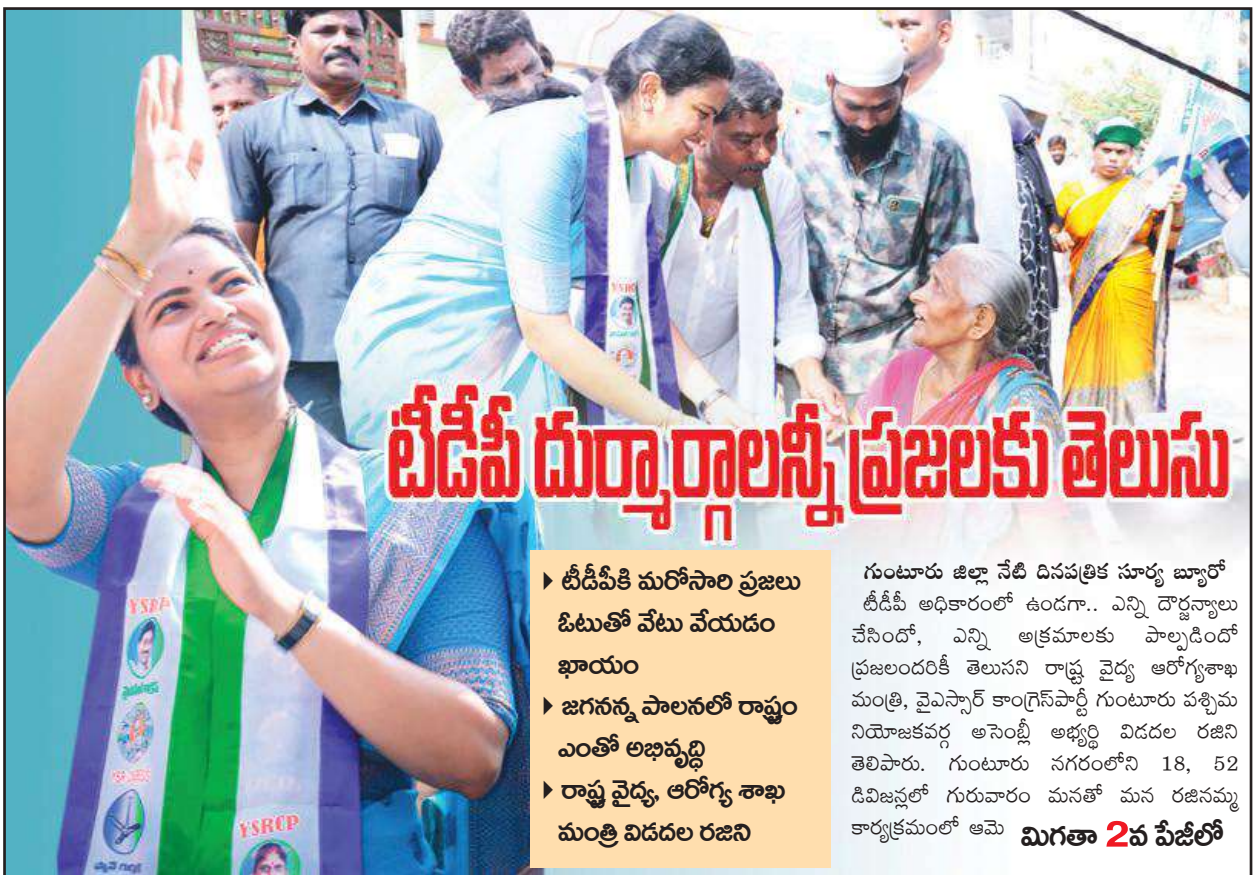 టీడీపీ దుర్మార్గాలన్నీ ప్రజలకు తెలుసు
టీడీపీకి మరోసారి ప్రజలు
ఓటుతో వేటు వేయడం
ఖాయం
జగనన్న పాలనలో రాష్ట్రం
ఎంతో అభివృద్ధి
రాష్ట్ర వైద్య, ఆరోగ్య శాఖ
మంత్రి విడదల రజిని
గుంటూరు జిల్లా నేటి దినపత్రిక సూర్య బ్యూరో
టీడీపీ అధికారంలో ఉండగా.. ఎన్ని దౌర్జన్యాలు
చేసిందో, ఎన్ని అక్రమాలకు పాల్పడిందో
ప్రజలందరికీ తెలుసని రాష్ట్ర వైద్య ఆరోగ్యశాఖ
మంత్రి, వైఎస్సార్ కాంగ్రెస్‌పార్టీ గుంటూరు పశ్చిమ
నియోజకవర్గ అసెంబ్లీ అభ్యర్థి విడదల రజిని
తెలిపారు. గుంటూరు నగరంలోని 18, 52
డివిజన్లలో గురువారం మనతో మన రజినమ్మ
కార్యక్రమంలో ఆమె మిగతా 2వ పేజీలో
YSRCP
YSRCP
YSRCP